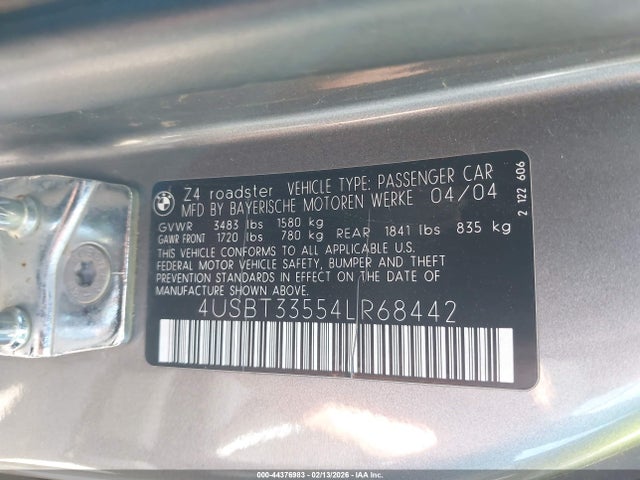 BMW
Z4 roadster VEHICLE TYPE: PASSENGER CAR
MFD BY BAYERISCHE MOTOREN WERKE 04/04
GVWR 3483 lbs 1580 kg
GAWR FRONT 1720 lbs 780 kg REAR 1841 lbs 835 kg
THIS VEHICLE CONFORMS TO ALL APPLICABLE U.S.
FEDERAL MOTOR VEHICLE SAFETY, BUMPER AND THEFT
PREVENTION STANDARDS IN EFFECT ON THE DATE OF
MANUFACTURE SHOWN ABOVE.
4USBT33554LR68442
2 122 606
000-44376983 - 02/13/2026 - IAA Inc.